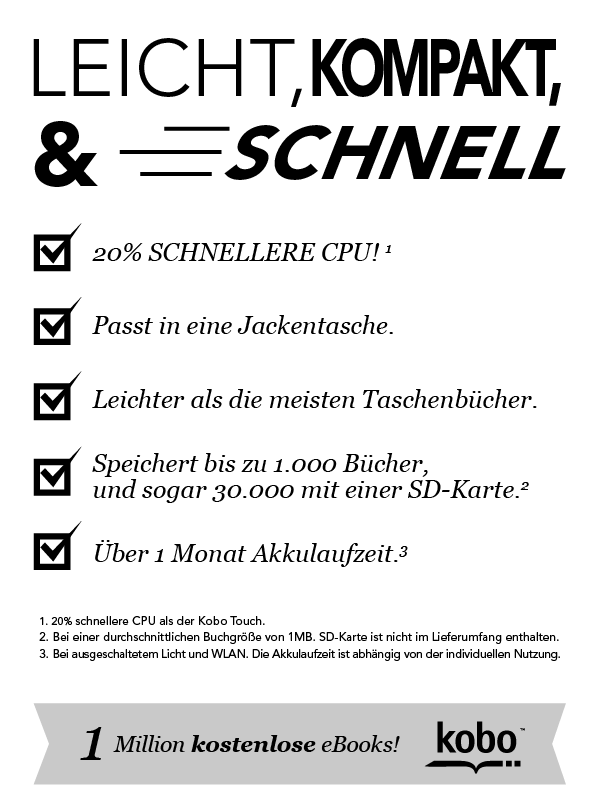 LEICHT, KOMPAKT,
& SCHNELL
20% SCHNELLERE CPU! ¹
Passt in eine Jackentasche.
Leichter als die meisten Taschenbücher.
Speichert bis zu 1.000 Bücher,
und sogar 30.000 mit einer SD-Karte.²
Über 1 Monat Akkulaufzeit.³
1. 20% schnellere CPU als der Kobo Touch.
2. Bei einer durchschnittlichen Buchgröße von 1MB. SD-Karte ist nicht im Lieferumfang enthalten.
3. Bei ausgeschaltetem Licht und WLAN. Die Akkulaufzeit ist abhängig von der individuellen Nutzung.
1 Million kostenlose eBooks!
kobo™